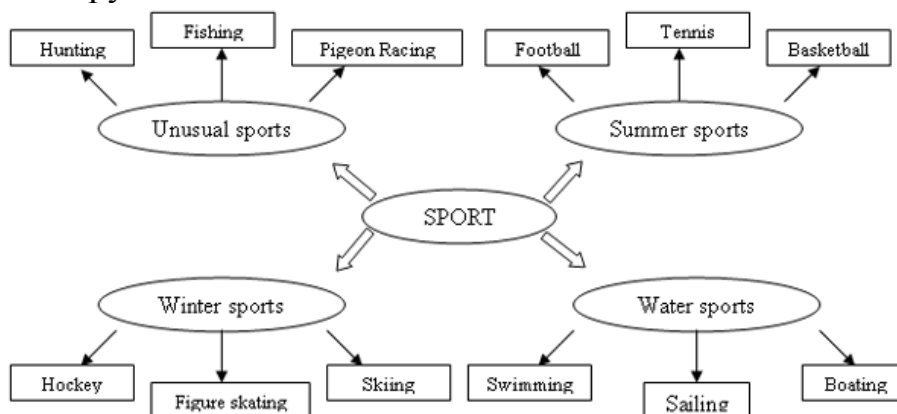 Fishing
Tennis
Hunting
Pigeon Racing
Football
Basketball
Unusual sports
Summer sports
SPORT
Winter sports
Water sports
Hockey
Figure skating
Skiing
Swimming
Sailing
Boating